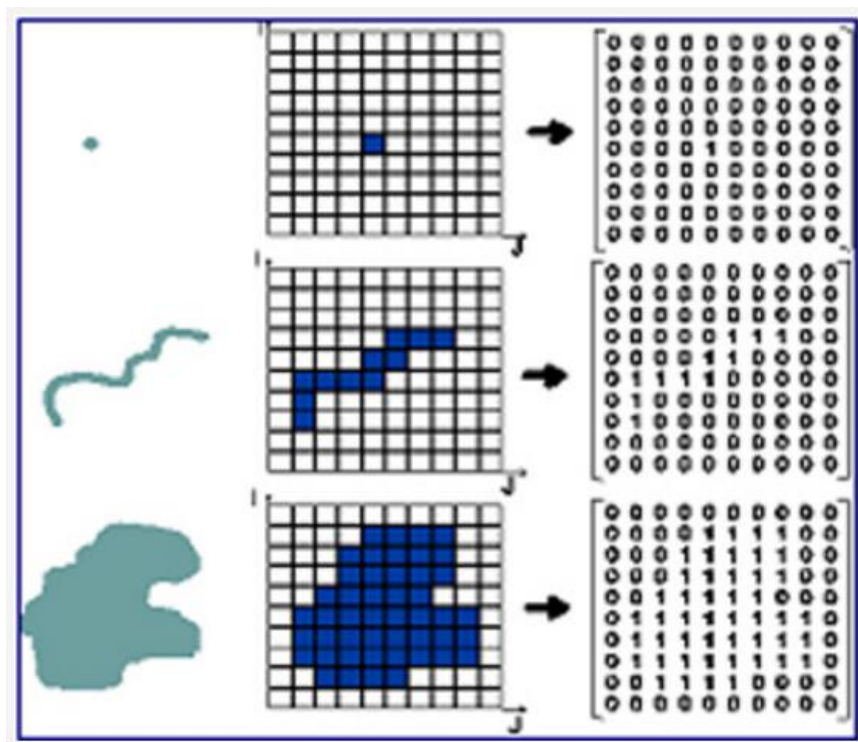 I
0 0 0 0 0 0 0 0 0 0
0 0 0 0 0 0 0 0 0 0
0 0 0 0 0 0 0 0 0 0
0 0 0 0 0 0 0 0 0 0
0 0 0 0 0 0 0 0 0 0
0 0 0 0 1 0 0 0 0 0
0 0 0 0 0 0 0 0 0 0
0 0 0 0 0 0 0 0 0 0
0 0 0 0 0 0 0 0 0 0
0 0 0 0 0 0 0 0 0 0
J
I
0 0 0 0 0 0 0 0 0 0
0 0 0 0 0 0 0 0 0 0
0 0 0 0 0 0 0 0 0 0
0 0 0 0 0 1 1 1 0 0
0 0 0 0 1 1 0 0 0 0
0 1 1 1 1 0 0 0 0 0
0 1 0 0 0 0 0 0 0 0
0 1 0 0 0 0 0 0 0 0
0 0 0 0 0 0 0 0 0 0
0 0 0 0 0 0 0 0 0 0
J
I
0 0 0 0 0 0 0 0 0 0
0 0 0 0 1 1 1 1 0 0
0 0 0 1 1 1 1 1 0 0
0 0 0 1 1 1 1 1 0 0
0 0 1 1 1 1 1 0 0 0
0 1 1 1 1 1 1 1 1 0
0 1 1 1 1 1 1 1 1 0
0 1 1 1 1 1 1 1 1 0
0 0 1 1 1 1 0 0 0 0
0 0 0 0 0 0 0 0 0 0
J